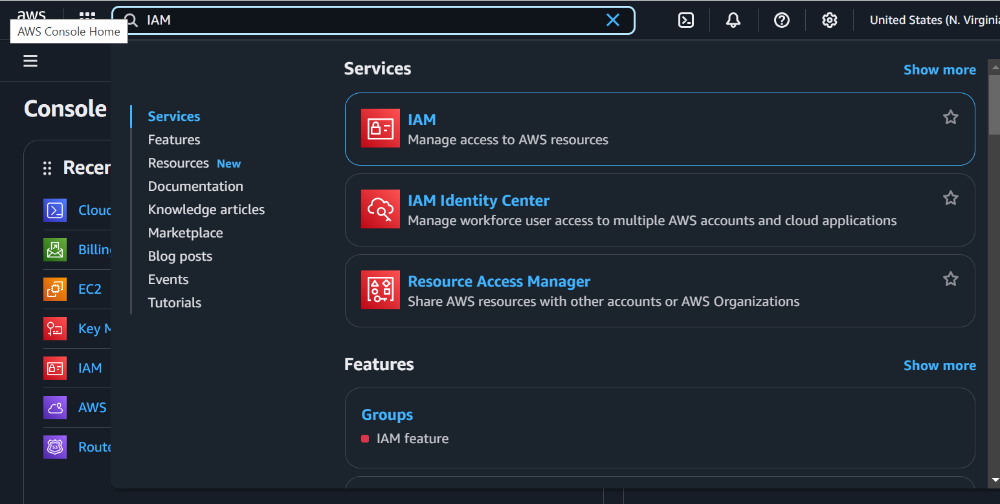 aws
IAM
United States (N. Virginia
AWS Console Home
Console
Services
Features
Resources New
Documentation
Knowledge articles
Marketplace
Blog posts
Events
Tutorials
Recen
Cloud
Billing
EC2
Key M
IAM
AWS
Route
53
Services
Show more
IAM
Manage access to AWS resources
IAM Identity Center
Manage workforce user access to multiple AWS accounts and cloud applications
Resource Access Manager
Share AWS resources with other accounts or AWS Organizations
Features
Show more
Groups
IAM feature